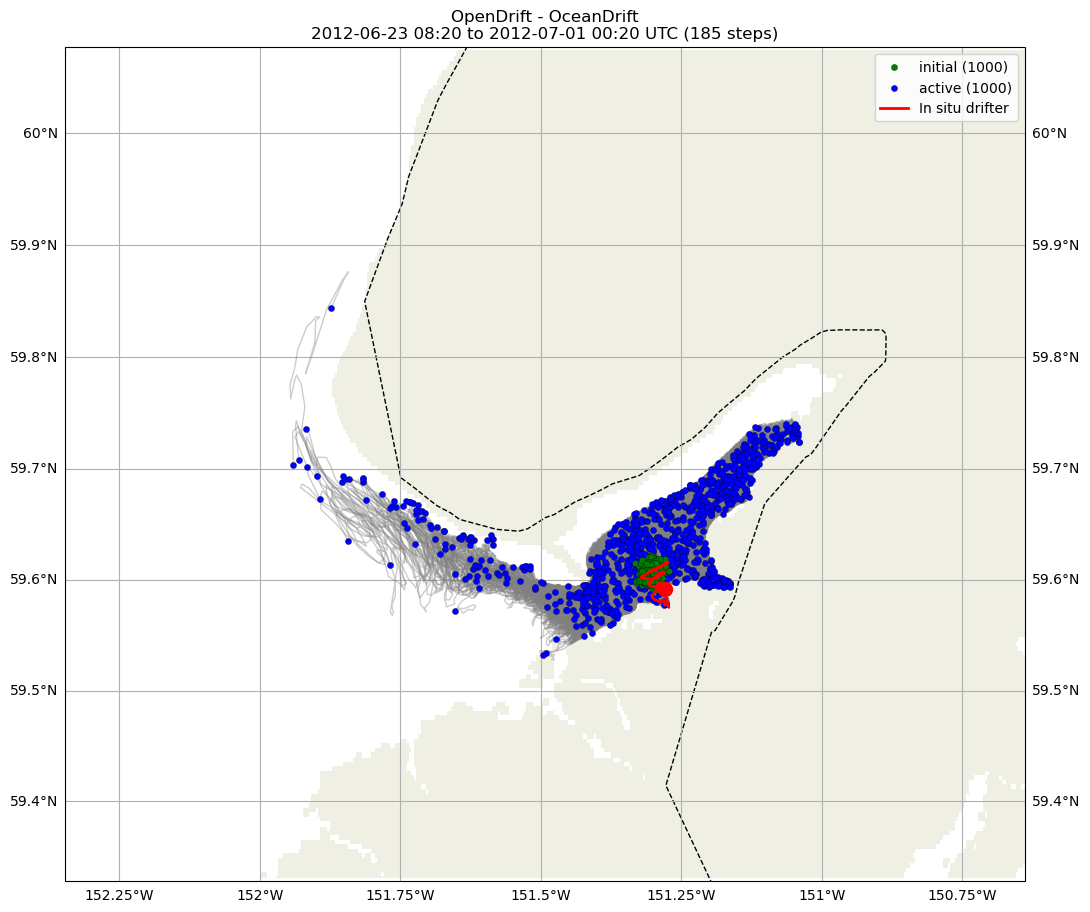 OpenDrift - OceanDrift
2012-06-23 08:20 to 2012-07-01 00:20 UTC (185 steps)
initial (1000)
active (1000)
In situ drifter
60°N
60°N
59.9°N
59.9°N
59.8°N
59.8°N
59.7°N
59.7°N
59.6°N
59.6°N
59.5°N
59.5°N
59.4°N
59.4°N
152.25°W
152°W
151.75°W
151.5°W
151.25°W
151°W
150.75°W